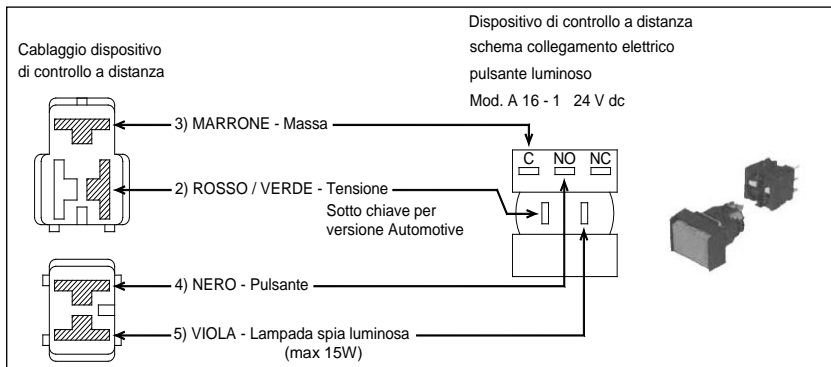 Cablaggio dispositivo
di controllo a distanza
Dispositivo di controllo a distanza
schema collegamento elettrico
pulsante luminoso
Mod. A 16 - 1 24 V dc
3) MARRONE - Massa
C NO NC
2) ROSSO / VERDE - Tensione
Sotto chiave per
versione Automotive
4) NERO - Pulsante
5) VIOLA - Lampada spia luminosa
(max 15W)